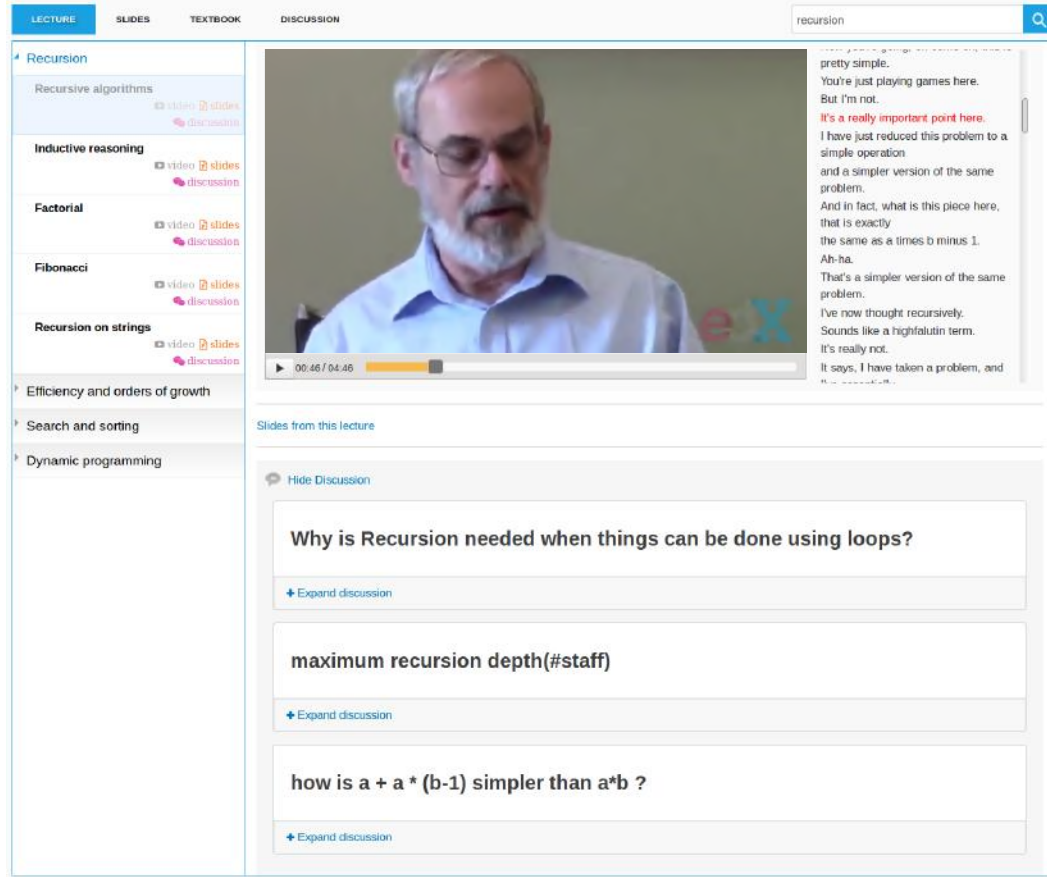 LECTURE SLIDES TEXTBOOK DISCUSSION
recursion
Recursion
Recursive algorithms
video slides
discussion
Inductive reasoning
video slides
discussion
Factorial
video slides
discussion
Fibonacci
video slides
discussion
Recursion on strings
video slides
discussion
Efficiency and orders of growth
Search and sorting
Dynamic programming
X
00:46 / 04:46
pretty simple.
You're just playing games here.
But I'm not.
It's a really important point here.
I have just reduced this problem to a
simple operation
and a simpler version of the same
problem.
And in fact, what is this piece here,
that is exactly
the same as a times b minus 1.
Ah-ha.
That's a simpler version of the same
problem.
I've now thought recursively.
Sounds like a highfalutin term.
It's really not.
It says, I have taken a problem, and
Slides from this lecture
Hide Discussion
Why is Recursion needed when things can be done using loops?
+ Expand discussion
maximum recursion depth(#staff)
+ Expand discussion
how is a + a * (b-1) simpler than a*b ?
+ Expand discussion